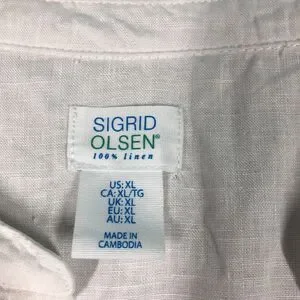 SIGRID
OLSEN®
100% linen
US: XL
CA: XL/TG
UK: XL
EU: XL
AU: XL
MADE IN
CAMBODIA